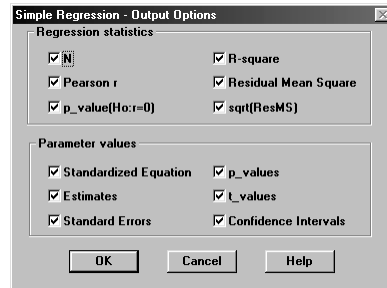 Simple Regression - Output Options
Regression statistics
N R-square
Pearson r Residual Mean Square
p_value(Ho:r=0) sqrt(ResMS)
Parameter values
Standardized Equation p_values
Estimates t_values
Standard Errors Confidence Intervals
OK Cancel Help